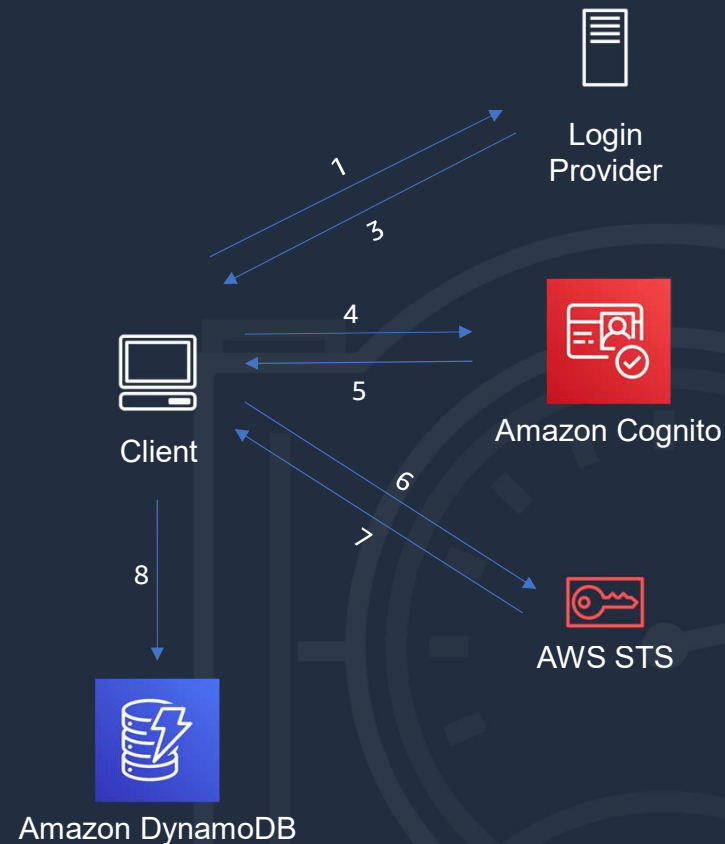 Login
Provider
1
3
4
5
Amazon Cognito
Client
6
7
8
AWS STS
Amazon DynamoDB